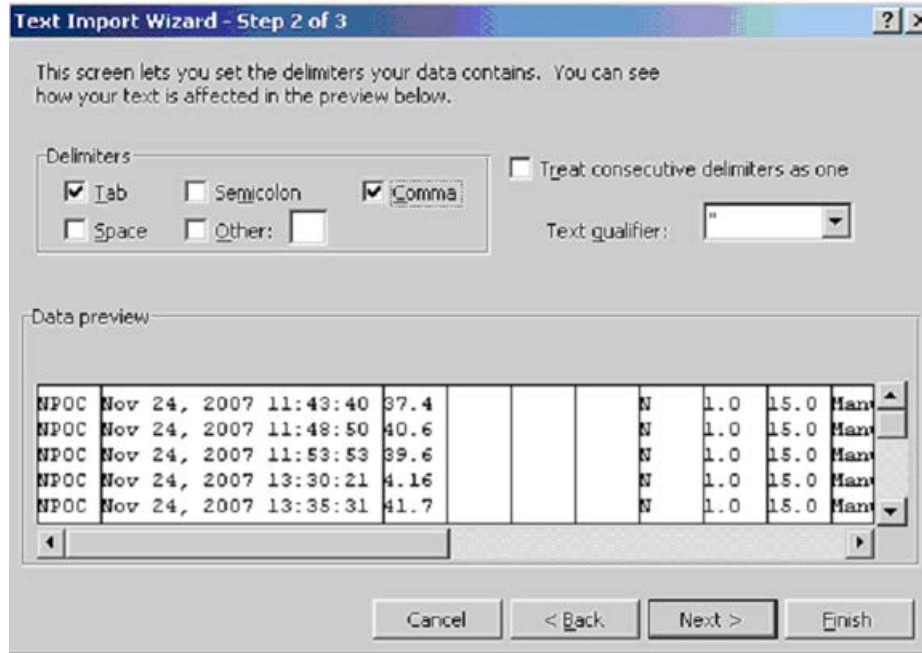 Text Import Wizard - Step 2 of 3
This screen lets you set the delimiters your data contains. You can see
how your text is affected in the preview below.
Delimiters
Tab Semicolon Comma
Space Other:
Treat consecutive delimiters as one
Text qualifier: "
Data preview
NPOC Nov 24, 2007 11:43:40 37.4 N 1.0 15.0
NPOC Nov 24, 2007 11:48:50 40.6 N 1.0 15.0
NPOC Nov 24, 2007 11:53:53 39.6 N 1.0 15.0
NPOC Nov 24, 2007 13:30:21 4.16 N 1.0 15.0
NPOC Nov 24, 2007 13:35:31 41.7 N 1.0 15.0
Cancel < Back Next > Finish